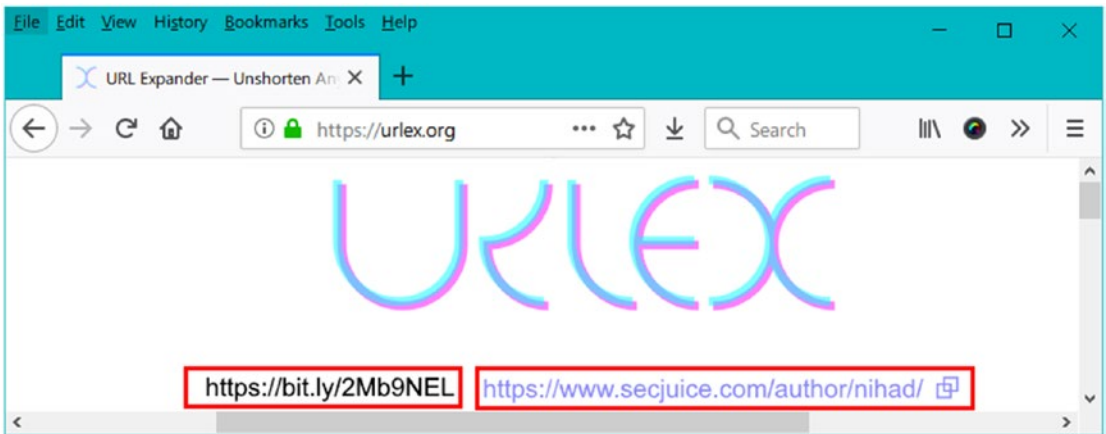 File Edit View History Bookmarks Tools Help
URL Expander — Unshorten An
https://urlex.org ••• Search
URLEX
https://bit.ly/2Mb9NEL https://www.secjuice.com/author/nihad/